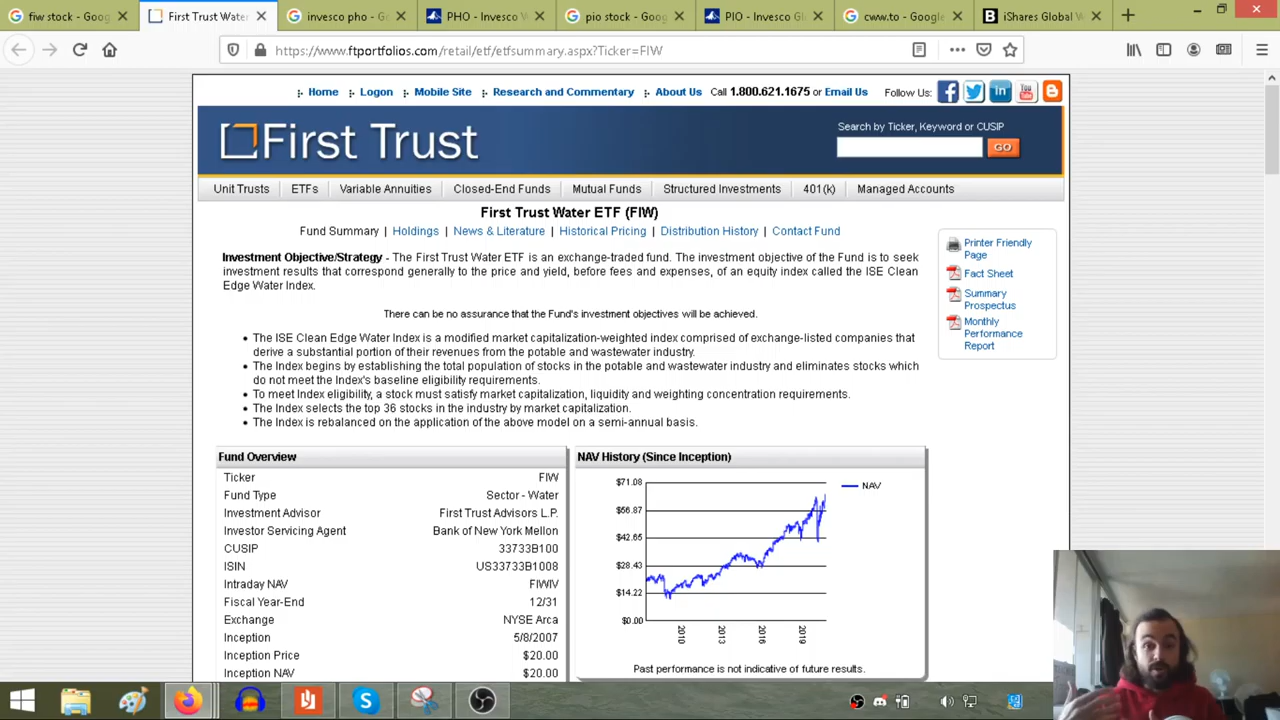 fiw stock - Goog
First Trust Wate
invesco pho - G
PHO - Invesco W
pio stock - Goog
PIO - Invesco Gl
cww.to - Google
iShares Global W
https://www.ftportfolios.com/retail/etf/etfsummary.aspx?Ticker=FIW
Home Logon Mobile Site Research and Commentary About Us Call 1.800.621.1675 or Email Us Follow Us:
First Trust
Search by Ticker, Keyword or CUSIP
GO
Unit Trusts ETFs Variable Annuities Closed-End Funds Mutual Funds Structured Investments 401(k) Managed Accounts
First Trust Water ETF (FIW)
Fund Summary | Holdings | News & Literature | Historical Pricing | Distribution History | Contact Fund
Investment Objective/Strategy - The First Trust Water ETF is an exchange-traded fund. The investment objective of the Fund is to seek
investment results that correspond generally to the price and yield, before fees and expenses, of an equity index called the ISE Clean
Edge Water Index.
There can be no assurance that the Fund's investment objectives will be achieved.
• The ISE Clean Edge Water Index is a modified market capitalization-weighted index comprised of exchange-listed companies that
derive a substantial portion of their revenues from the potable and wastewater industry.
• The Index begins by establishing the total population of stocks in the potable and wastewater industry and eliminates stocks which
do not meet the Index's baseline eligibility requirements.
• To meet Index eligibility, a stock must satisfy market capitalization, liquidity and weighting concentration requirements.
• The Index selects the top 36 stocks in the industry by market capitalization.
• The Index is rebalanced on the application of the above model on a semi-annual basis.
Printer Friendly
Page
Fact Sheet
Summary
Prospectus
Monthly
Performance
Report
Fund Overview
Ticker FIW
Fund Type Sector - Water
Investment Advisor First Trust Advisors L.P.
Investor Servicing Agent Bank of New York Mellon
CUSIP 33733B100
ISIN US33733B1008
Intraday NAV FIWIV
Fiscal Year-End 12/31
Exchange NYSE Arca
Inception 5/8/2007
Inception Price $20.00
Inception NAV $20.00
NAV History (Since Inception)
$71.08
$56.87
$42.65
$28.43
$14.22
$0.00
2010 2013 2016 2019
NAV
Past performance is not indicative of future results.